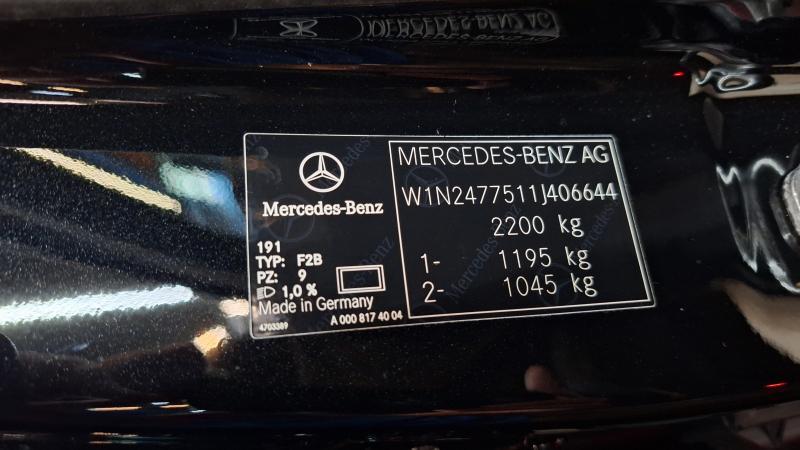 Mercedes-Benz
191
TYP: F2B
PZ: 9
1,0 %
Made in Germany
4703389
A 000 817 40 04
MERCEDES-BENZ AG
W1N2477511J406644
2200 kg
1- 1195 kg
2- 1045 kg